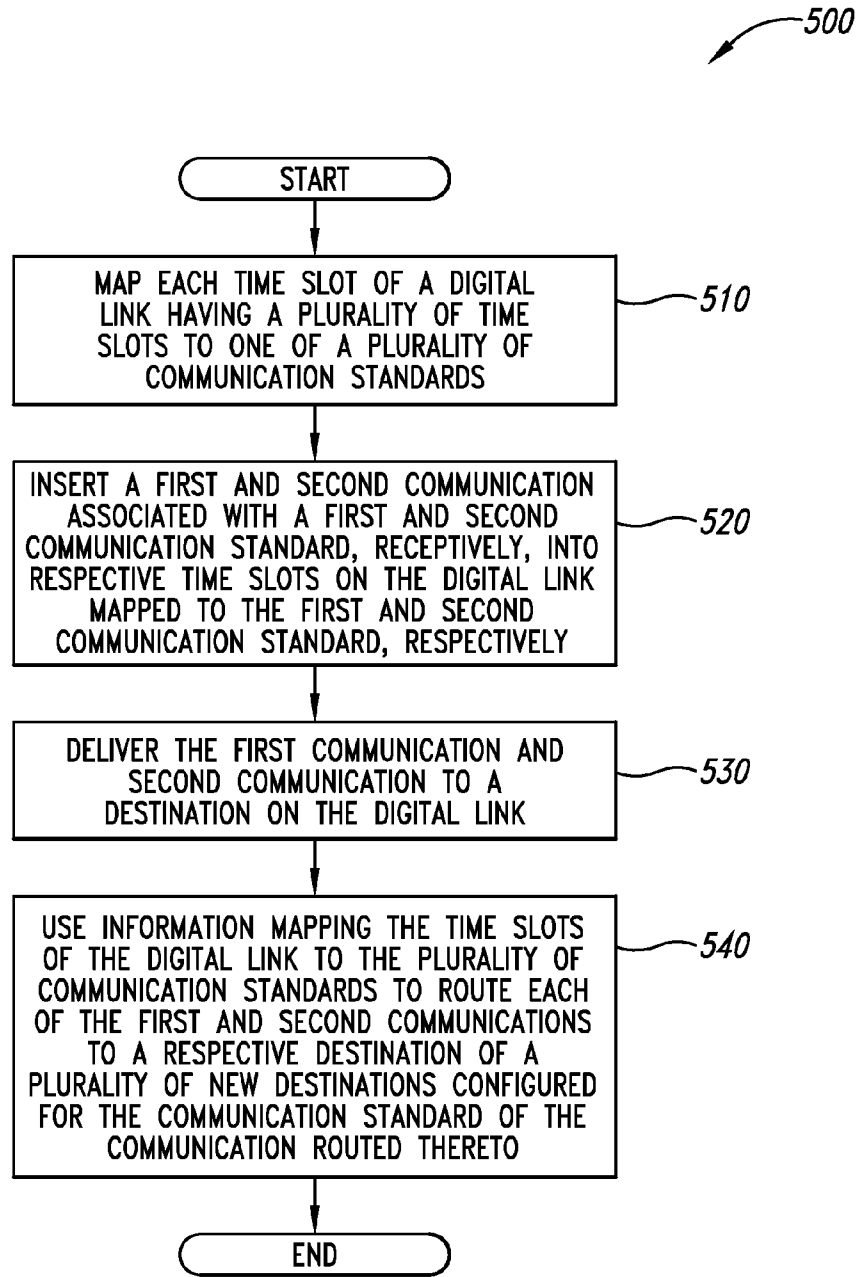 500
START
MAP EACH TIME SLOT OF A DIGITAL
LINK HAVING A PLURALITY OF TIME
SLOTS TO ONE OF A PLURALITY OF
COMMUNICATION STANDARDS
510
INSERT A FIRST AND SECOND COMMUNICATION
ASSOCIATED WITH A FIRST AND SECOND
COMMUNICATION STANDARD, RECEPTIVELY, INTO
RESPECTIVE TIME SLOTS ON THE DIGITAL LINK
MAPPED TO THE FIRST AND SECOND
COMMUNICATION STANDARD, RESPECTIVELY
520
DELIVER THE FIRST COMMUNICATION AND
SECOND COMMUNICATION TO A
DESTINATION ON THE DIGITAL LINK
530
USE INFORMATION MAPPING THE TIME SLOTS
OF THE DIGITAL LINK TO THE PLURALITY OF
COMMUNICATION STANDARDS TO ROUTE EACH
OF THE FIRST AND SECOND COMMUNICATIONS
TO A RESPECTIVE DESTINATION OF A
PLURALITY OF NEW DESTINATIONS CONFIGURED
FOR THE COMMUNICATION STANDARD OF THE
COMMUNICATION ROUTED THERETO
540
END